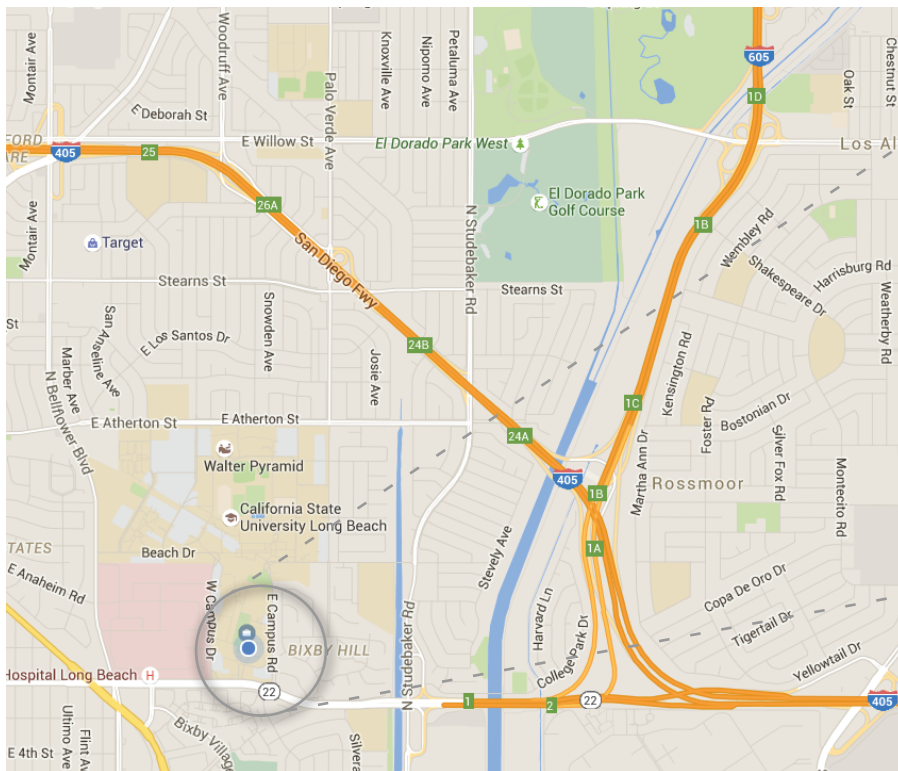 Montair Ave
Woodruff Ave
Knoxville Ave
Nipomo Ave
Petaluma Ave
605
Chestnut St
Oak St
Palo Verde Ave
1D
E Deborah St
E Willow St
El Dorado Park West
Los Al
405
25
26A
El Dorado Park
Golf Course
Montair Ave
Target
San Diego Fwy
N Studebaker Rd
1B
Wembley Rd
Shakespeare Dr
Harrisburg Rd
Weatherby Rd
Stearns St
Stearns St
St
San Anseline Ave
E Los Santos Dr
Snowden Ave
24B
Josie Ave
Marber Ave
N Bellflower Blvd
Kensington Rd
1C
Foster Rd
Bostonian Dr
E Atherton St
E Atherton St
24A
Martha Ann Dr
Silver Fox Rd
Montecito Rd
Walter Pyramid
405
1B
Rossmoor
California State
University Long Beach
Beach Dr
STATES
E Anaheim Rd
Stevely Ave
1A
W Campus Dr
E Campus Rd
BIXBY HILL
N Studebaker Rd
Harvard Ln
College Park Dr
Copa De Oro Dr
Tigertail Dr
Yellowtail Dr
Hospital Long Beach
H
22
1
2
22
405
Bixby Village
Ultimo Ave
Flint Ave
E 4th St